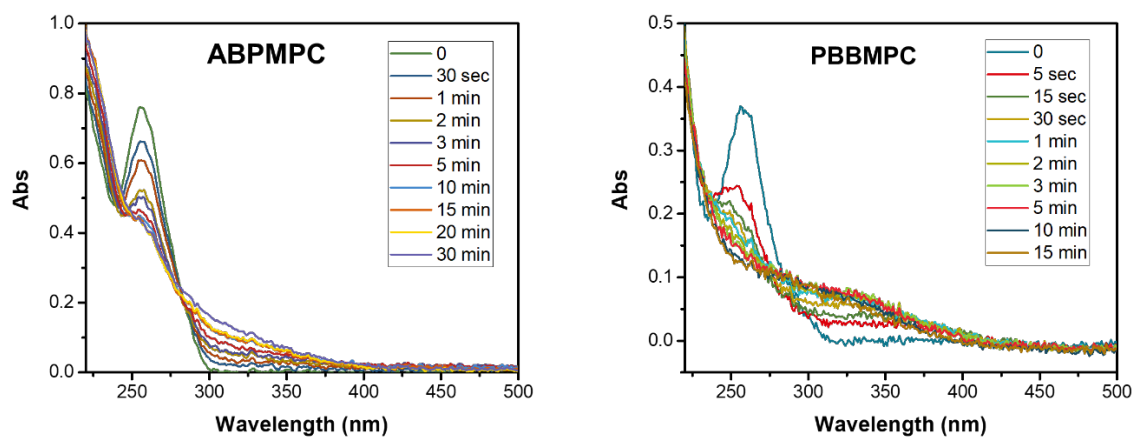 ABPMPC
Abs
1.0
0.8
0.6
0.4
0.2
0.0
250
300
350
400
450
500
Wavelength (nm)
0
30 sec
1 min
2 min
3 min
5 min
10 min
15 min
20 min
30 min
PBBMPC
Abs
0.5
0.4
0.3
0.2
0.1
0.0
250
300
350
400
450
500
Wavelength (nm)
0
5 sec
15 sec
30 sec
1 min
2 min
3 min
5 min
10 min
15 min